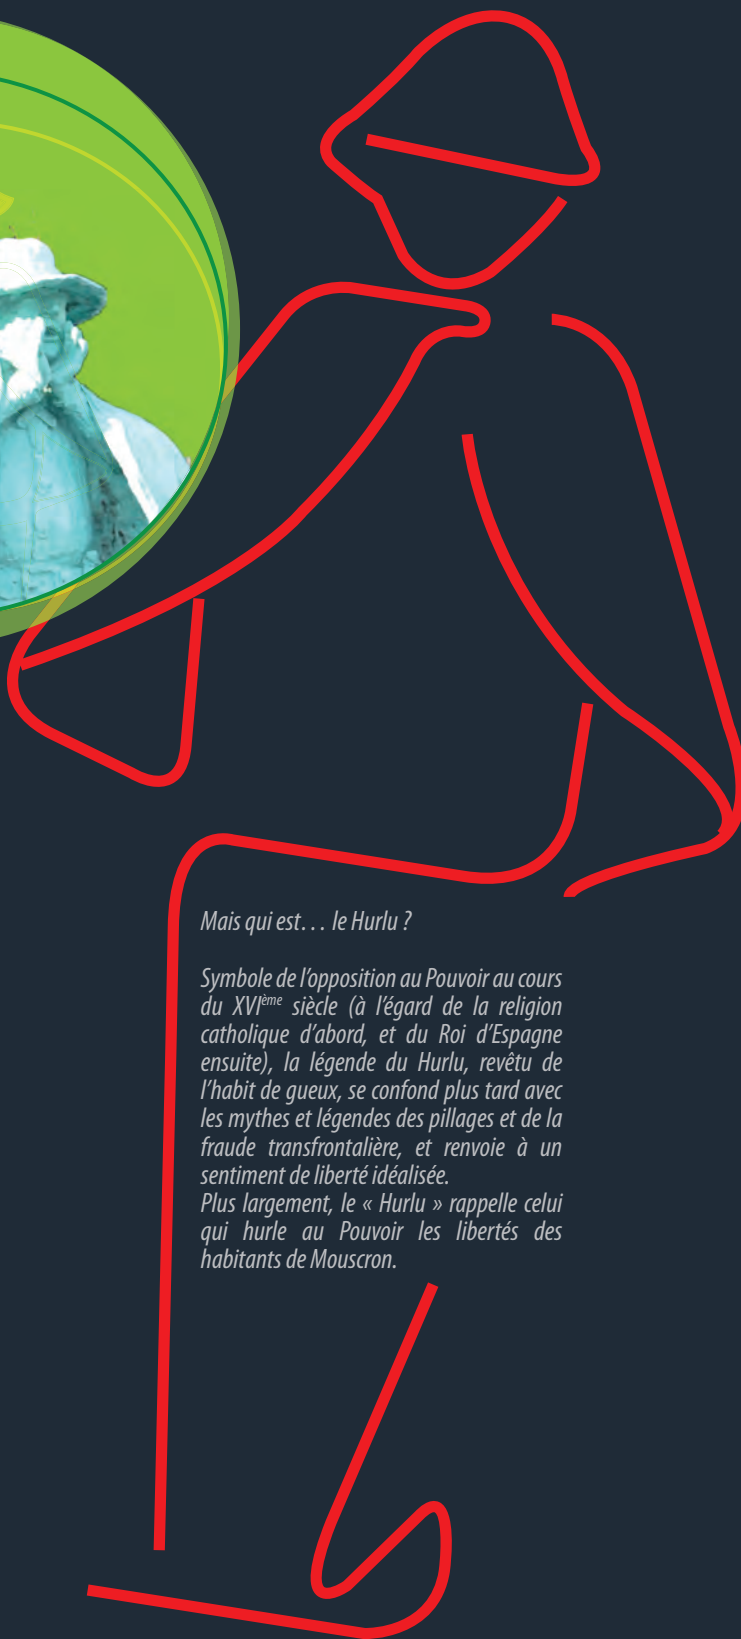 Mais qui est… le Hurlu ?
Symbole de l’opposition au Pouvoir au cours
du XVIème siècle (à l’égard de la religion
catholique d’abord, et du Roi d’Espagne
ensuite), la légende du Hurlu, revêtu de
l’habit de gueux, se confond plus tard avec
les mythes et légendes des pillages et de la
fraude transfrontalière, et renvoie à un
sentiment de liberté idéalisée.
Plus largement, le « Hurlu » rappelle celui
qui hurle au Pouvoir les libertés des
habitants de Mouscron.